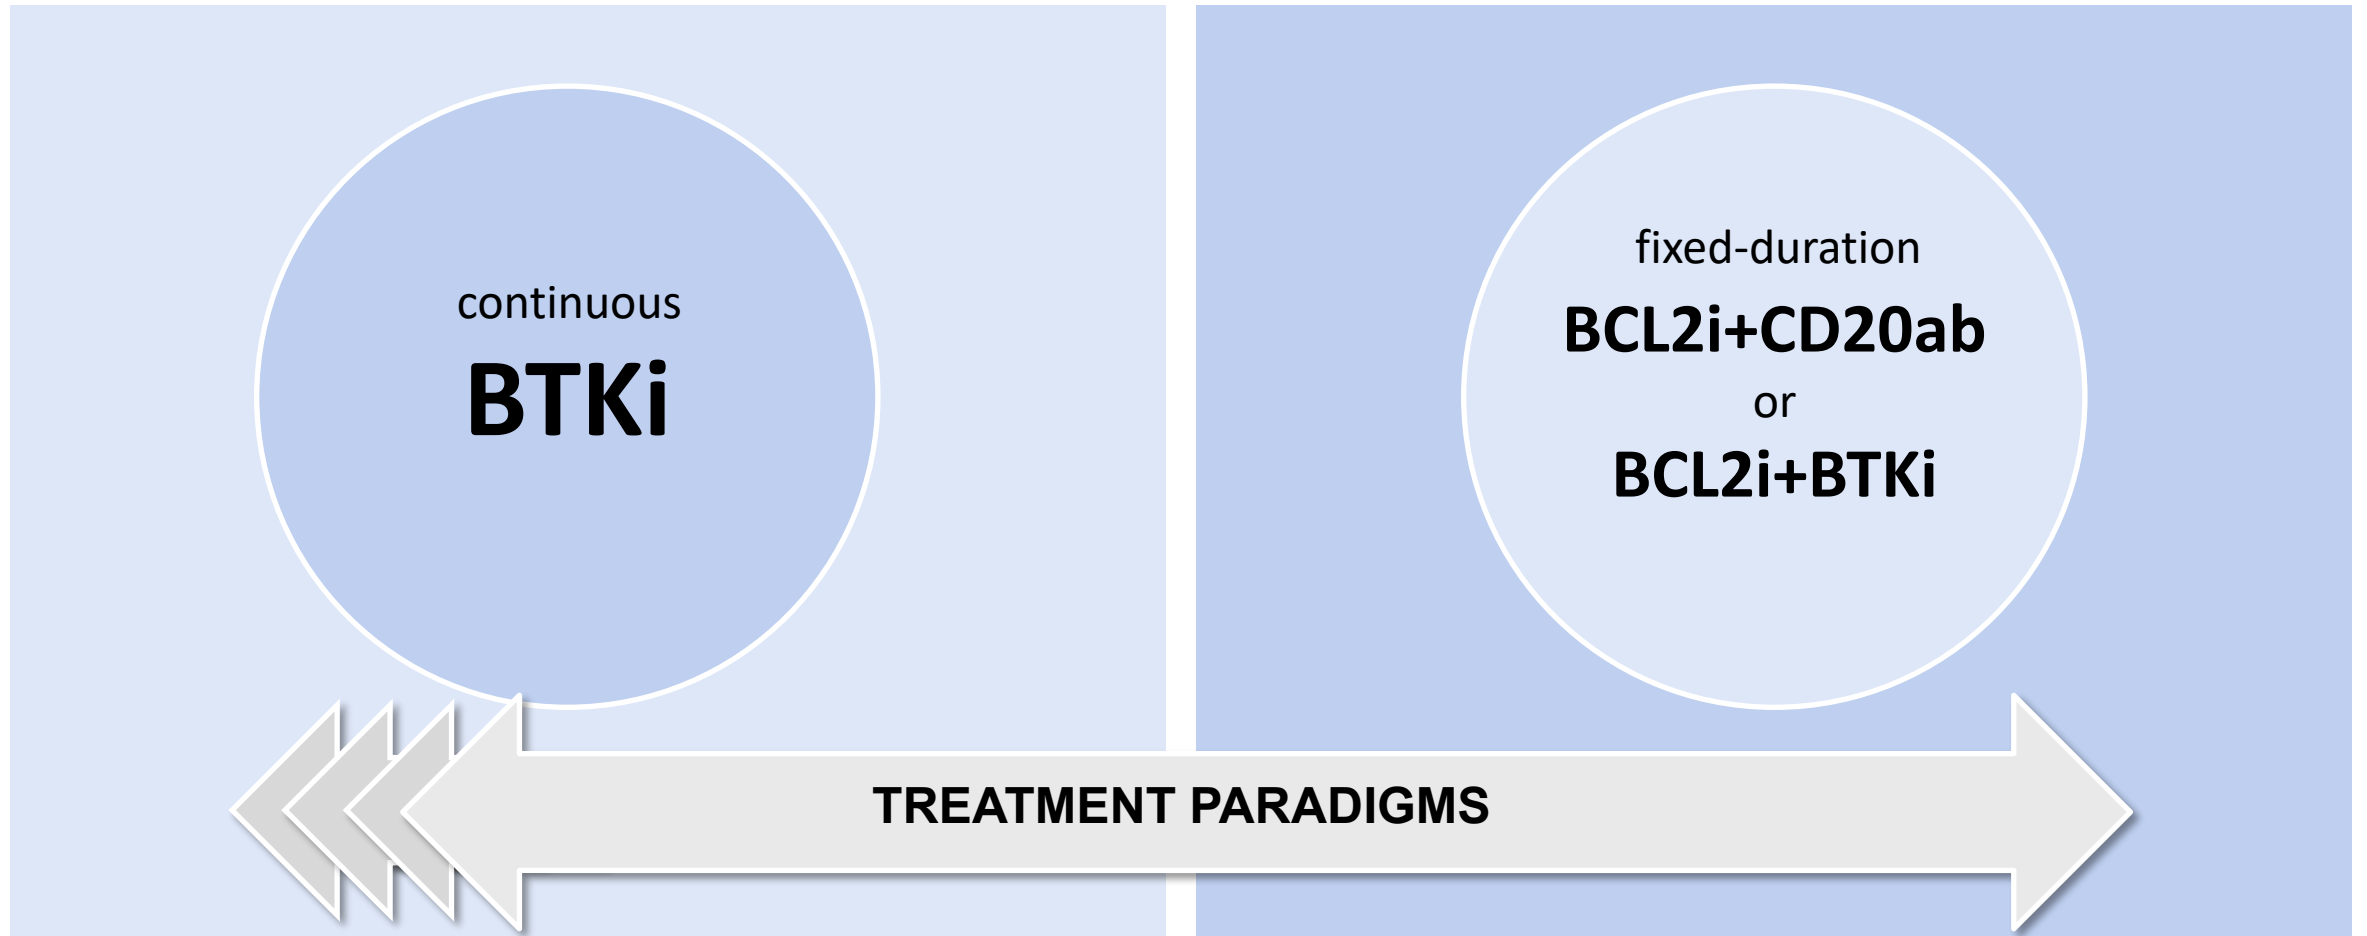 continuous
BTKi
fixed-duration
BCL2i+CD20ab
or
BCL2i+BTKi
TREATMENT PARADIGMS